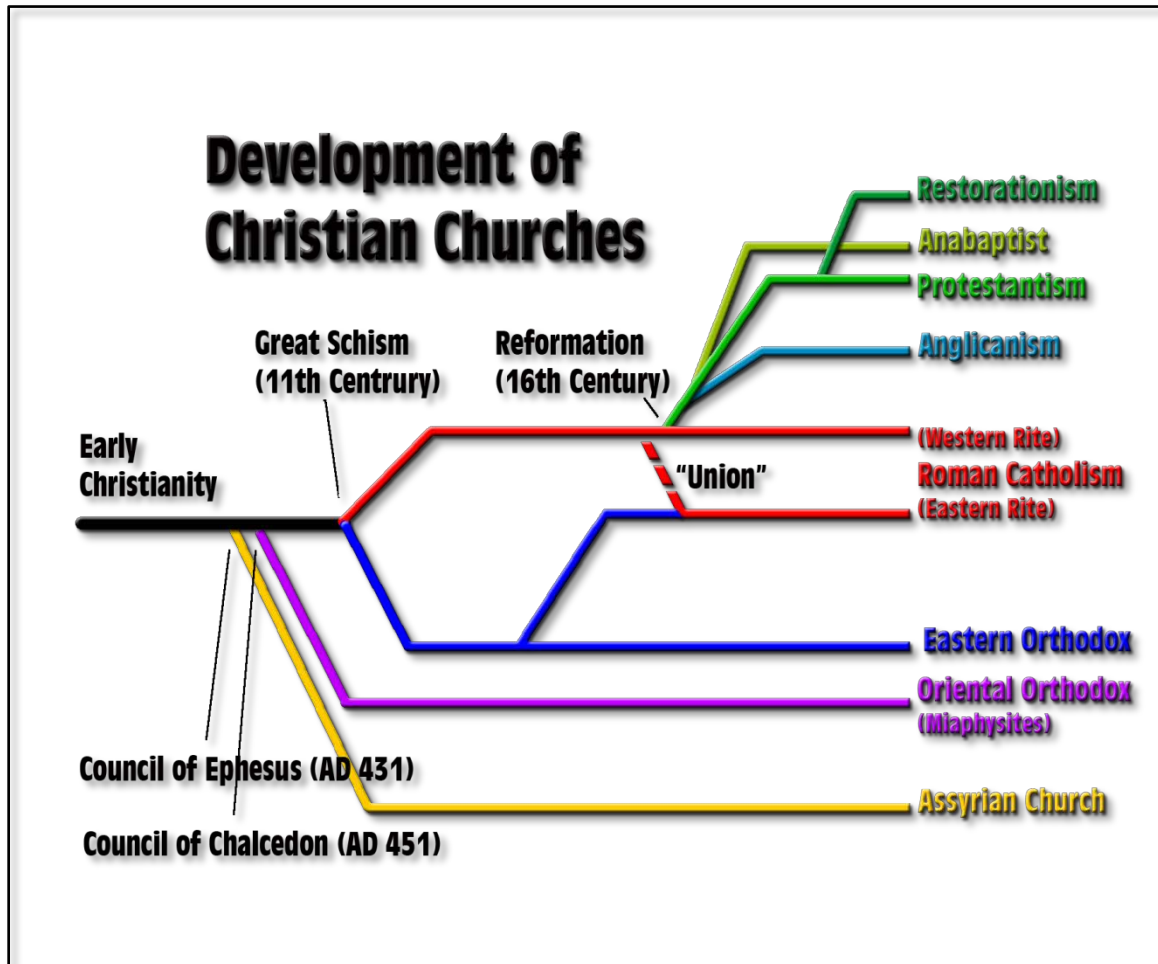 Development of
Christian Churches
Restorationism
Anabaptist
Protestantism
Anglicanism
Great Schism
(11th Centrury)
Reformation
(16th Century)
Early
Christianity
"Union"
(Western Rite)
Roman Catholism
(Eastern Rite)
Eastern Orthodox
Oriental Orthodox
(Miaphysites)
Assyrian Church
Council of Ephesus (AD 431)
Council of Chalcedon (AD 451)